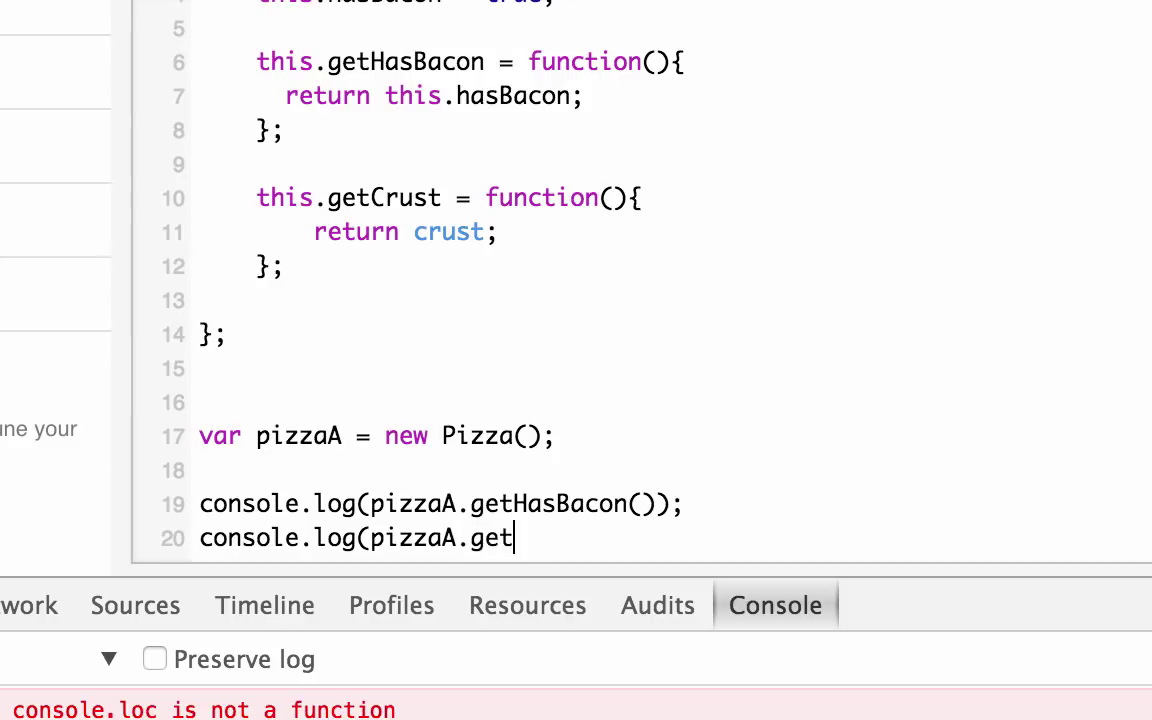 5
6 this.getHasBacon = function(){
7 return this.hasBacon;
8 };
9
10 this.getCrust = function(){
11 return crust;
12 };
13
14 };
15
16
une your
17 var pizzaA = new Pizza();
18
19 console.log(pizzaA.getHasBacon());
20 console.log(pizzaA.get
work Sources Timeline Profiles Resources Audits Console
▼ Preserve log
console.loc is not a function